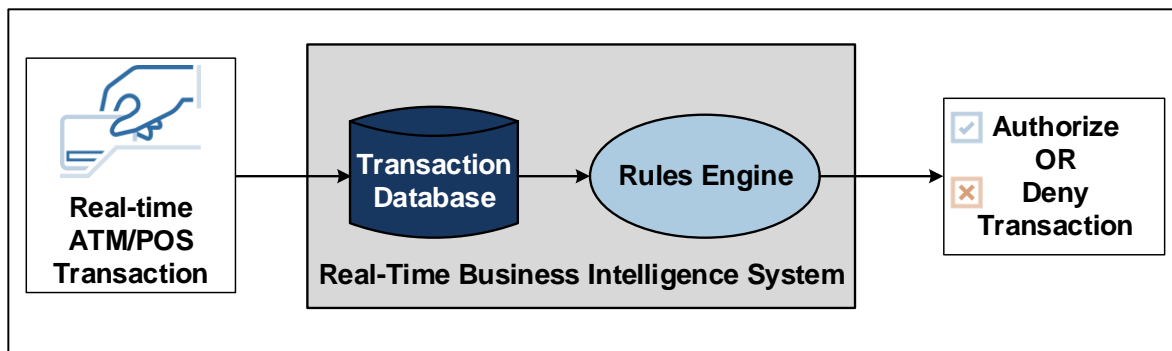 Real-time
ATM/POS
Transaction
Transaction
Database
Rules Engine
Real-Time Business Intelligence System
Authorize
OR
Deny
Transaction